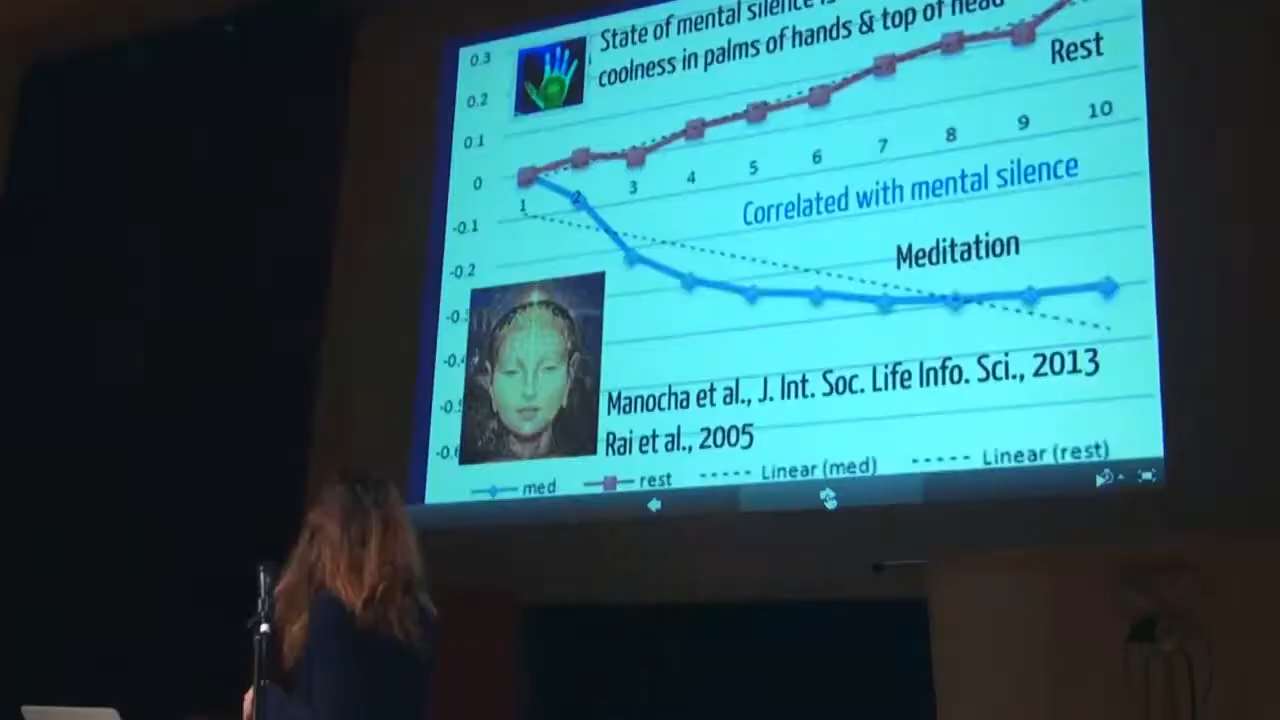 State of mental silence is
coolness in palms of hands & top of head
0.3
0.2
0.1
0
-0.1
-0.2
Rest
1 2 3 4 5 6 7 8 9 10
Correlated with mental silence
Meditation
Manocha et al., J. Int. Soc. Life Info. Sci., 2013
Rai et al., 2005
med rest Linear (med) Linear (rest)